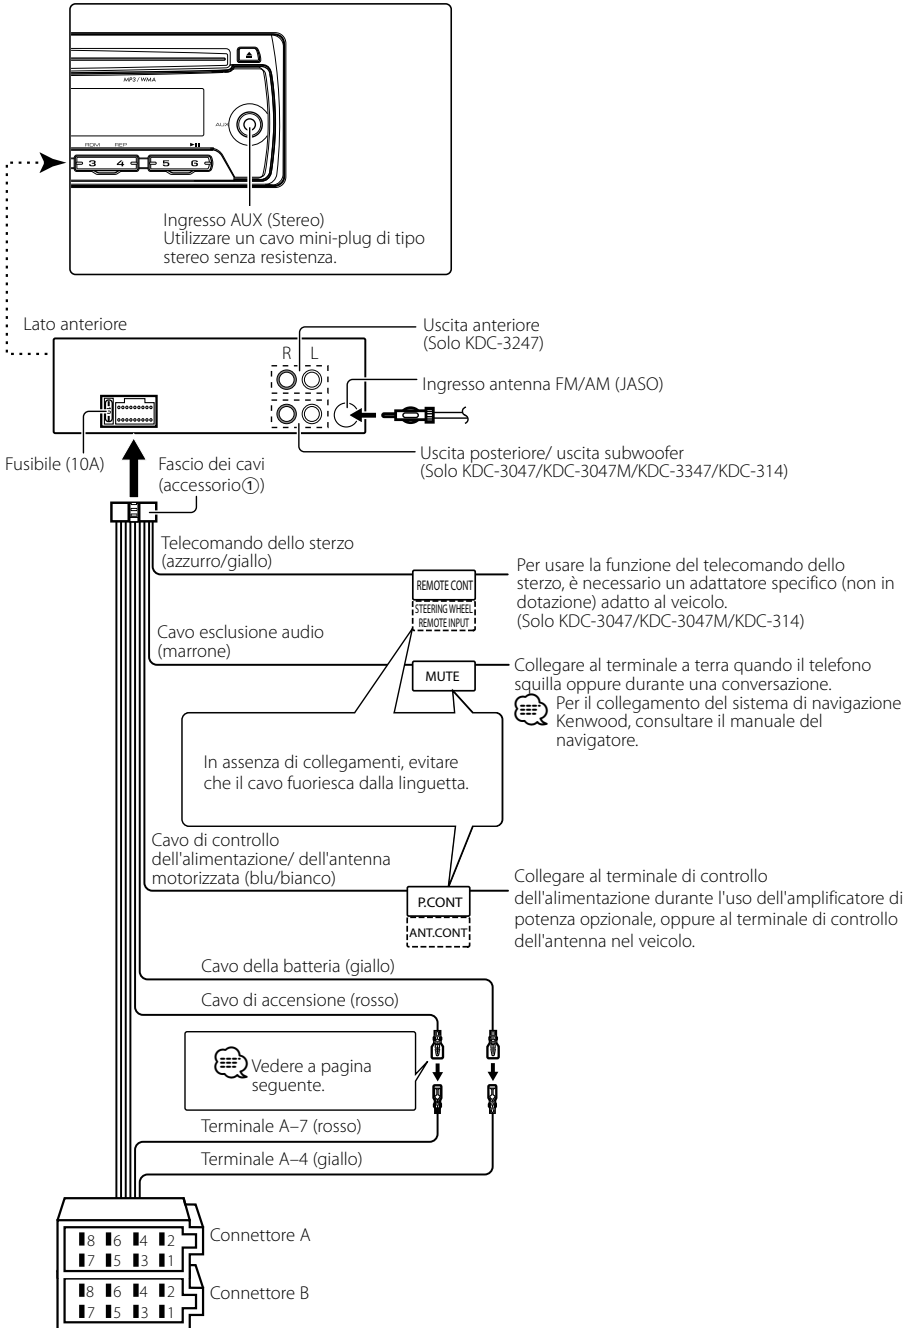 MP3 / WMA
AUX
RDM REP
3 4 5 6
Ingresso AUX (Stereo)
Utilizzare un cavo mini-plug di tipo
stereo senza resistenza.
Lato anteriore
R L
Uscita anteriore
(Solo KDC-3247)
Ingresso antenna FM/AM (JASO)
Fusibile (10A)
Fascio dei cavi
(accessorio①)
Uscita posteriore/ uscita subwoofer
(Solo KDC-3047/KDC-3047M/KDC-3347/KDC-314)
Telecomando dello sterzo
(azzurro/giallo)
REMOTE CONT
STEERING WHEEL
REMOTE INPUT
Per usare la funzione del telecomando dello
sterzo, è necessario un adattatore specifico (non in
dotazione) adatto al veicolo.
(Solo KDC-3047/KDC-3047M/KDC-314)
Cavo esclusione audio
(marrone)
MUTE
Collegare al terminale a terra quando il telefono
squilla oppure durante una conversazione.
Per il collegamento del sistema di navigazione
Kenwood, consultare il manuale del
navigatore.
In assenza di collegamenti, evitare
che il cavo fuoriesca dalla linguetta.
Cavo di controllo
dell'alimentazione/ dell'antenna
motorizzata (blu/bianco)
P.CONT
ANT.CONT
Collegare al terminale di controllo
dell'alimentazione durante l'uso dell'amplificatore di
potenza opzionale, oppure al terminale di controllo
dell'antenna nel veicolo.
Cavo della batteria (giallo)
Cavo di accensione (rosso)
Vedere a pagina
seguente.
Terminale A–7 (rosso)
Terminale A–4 (giallo)
8 6 4 2
7 5 3 1
Connettore A
8 6 4 2
7 5 3 1
Connettore B